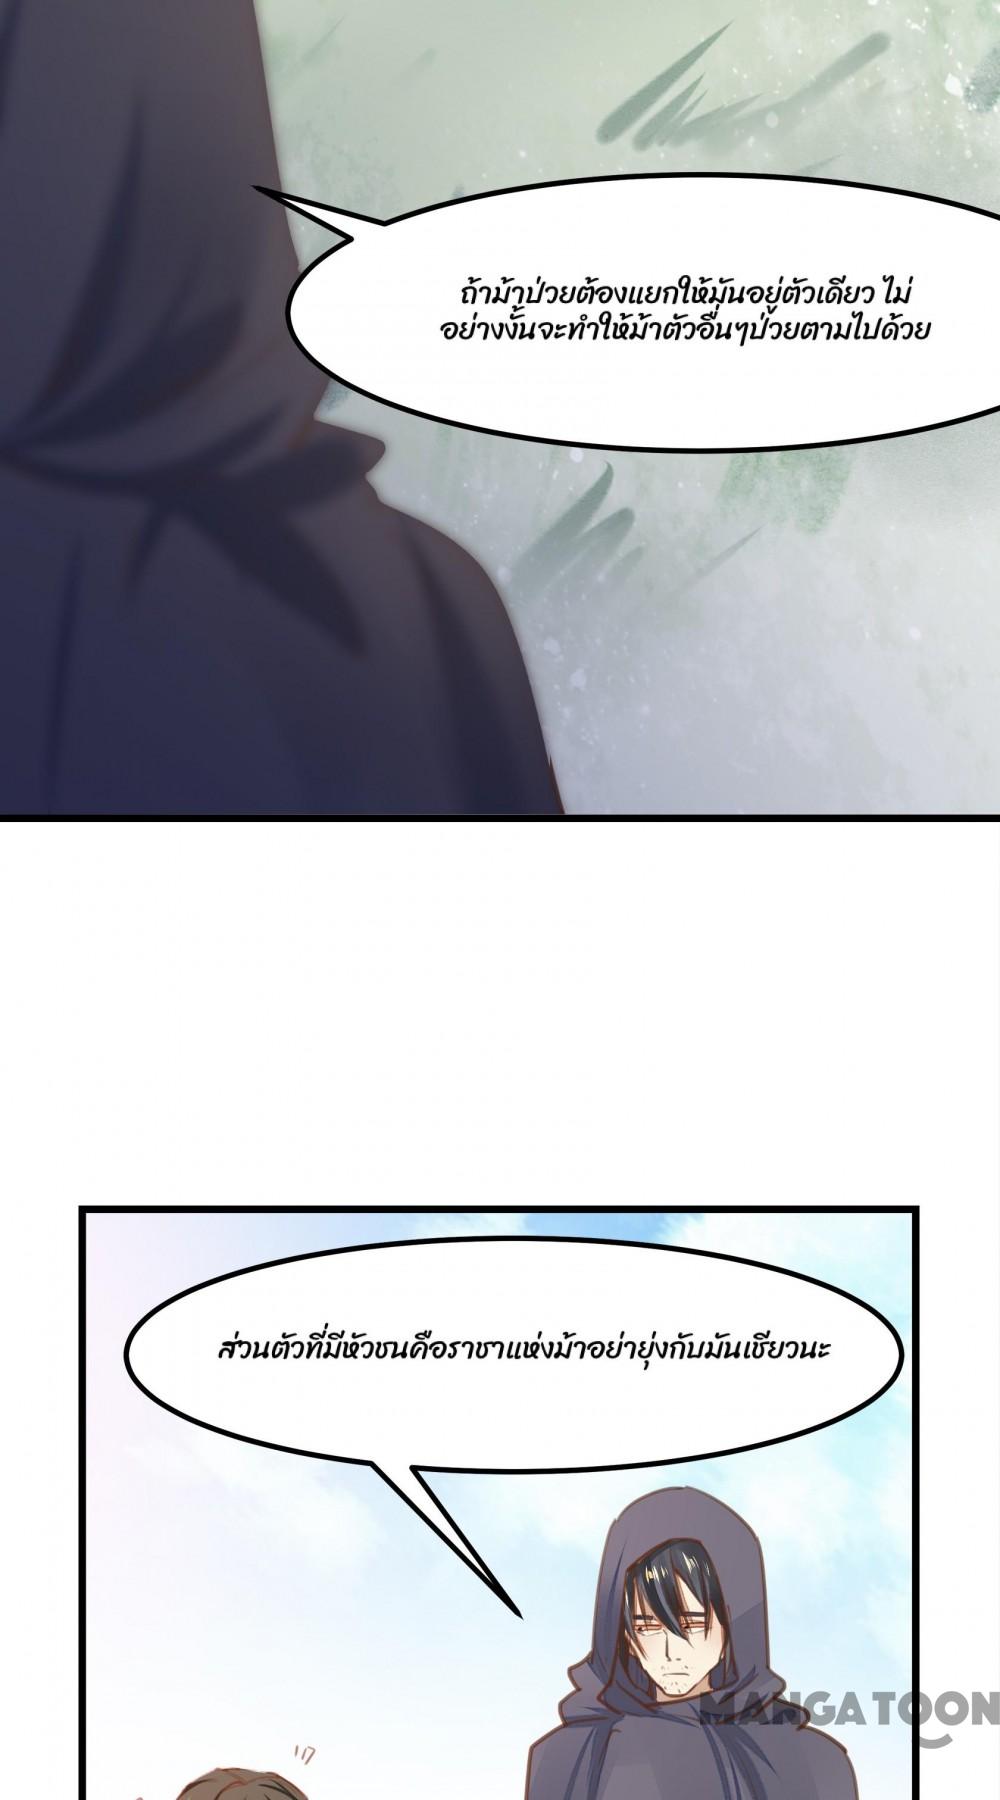 ถ้าม้าป่วยต้องแยกให้มันอยู่ตัวเดียว ไม่
อย่างงั้นจะทำให้ม้าตัวอื่นๆป่วยตามไปด้วย
ส่วนตัวที่มีหัวชนคือราชาแห่งม้าอย่ายุ่งกับมันเชียวนะ
MANGATOON